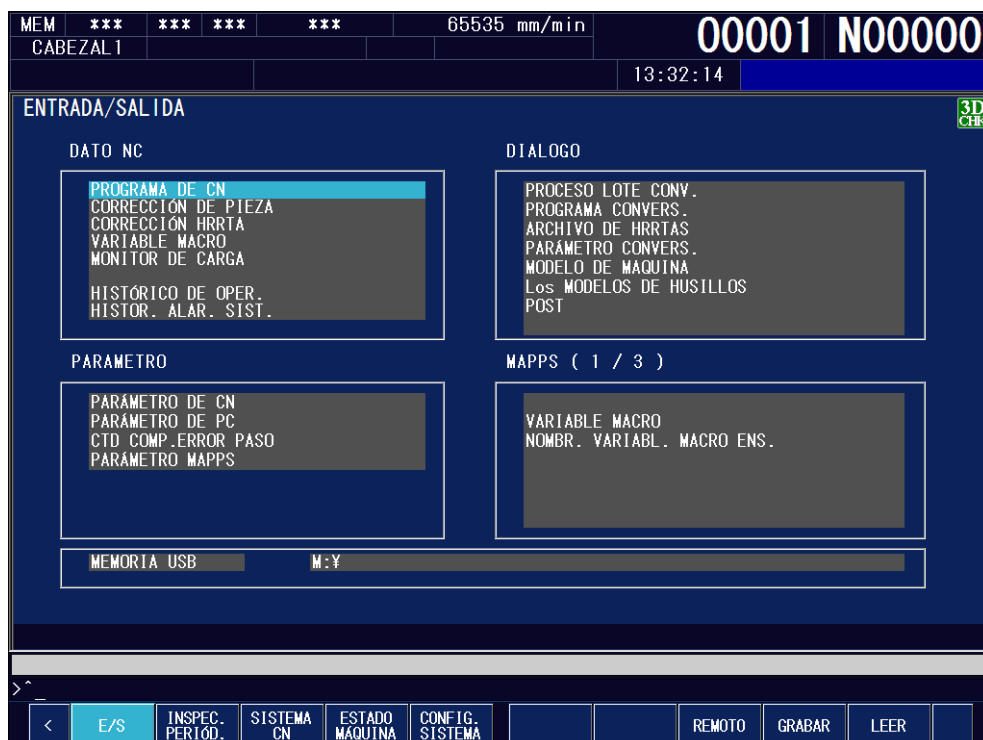 MEM *** *** *** *** 65535 mm/min 00001 N00000
CABEZAL1
13:32:14
ENTRADA/SALIDA
3D CHK
DATO NC
PROGRAMA DE CN
CORRECCIÓN DE PIEZA
CORRECCIÓN HRRTA
VARIABLE MACRO
MONITOR DE CARGA
HISTÓRICO DE OPER.
HISTOR. ALAR. SIST.
DIALOGO
PROCESO LOTE CONV.
PROGRAMA CONVERS.
ARCHIVO DE HRRTAS
PARÁMETRO CONVERS.
MODELO DE MAQUINA
Los MODELOS DE HUSILLOS
POST
PARAMETRO
PARÁMETRO DE CN
PARÁMETRO DE PC
CTD COMP.ERROR PASO
PARÁMETRO MAPPS
MAPPS ( 1 / 3 )
VARIABLE MACRO
NOMBR. VARIABL. MACRO ENS.
MEMORIA USB M:¥
>^_
< E/S INSPEC. PERIÓD. SISTEMA CN ESTADO MÁQUINA CONFIG. SISTEMA REMOTO GRABAR LEER